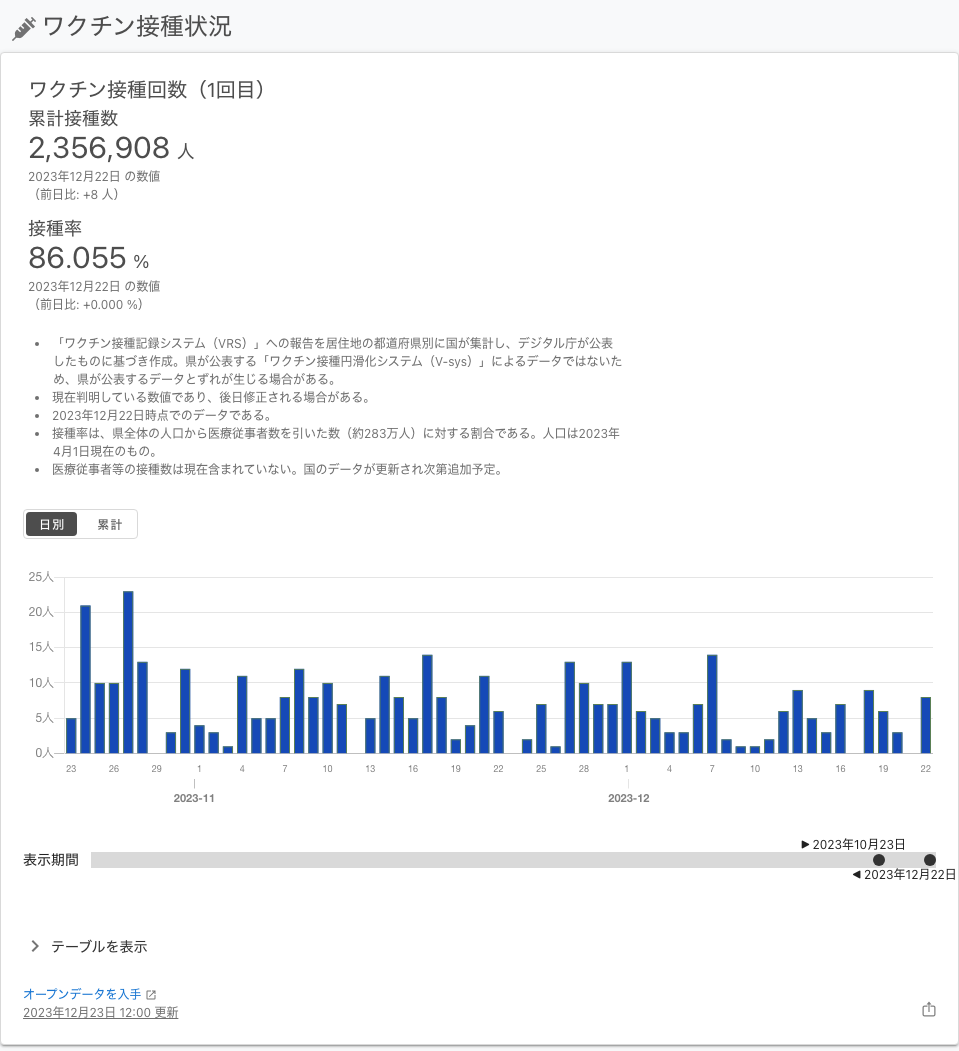 ワクチン接種状況
ワクチン接種回数（1回目）
累計接種数
2,356,908 人
2023年12月22日 の数値
（前日比: +8 人）
接種率
86.055 %
2023年12月22日 の数値
（前日比: +0.000 %）
• 「ワクチン接種記録システム（VRS）」への報告を居住地の都道府県別に国が集計し、デジタル庁が公表
したものに基づき作成。県が公表する「ワクチン接種円滑化システム（V-sys）」によるデータではないた
め、県が公表するデータとずれが生じる場合がある。
• 現在判明している数値であり、後日修正される場合がある。
• 2023年12月22日時点でのデータである。
• 接種率は、県全体の人口から医療従事者数を引いた数（約283万人）に対する割合である。人口は2023年
4月1日現在のもの。
• 医療従事者等の接種数は現在含まれていない。国のデータが更新され次第追加予定。
日別 累計
25人
20人
15人
10人
5人
0人
23 26 29 1 4 7 10 13 16 19 22 25 28 1 4 7 10 13 16 19 22
2023-11 2023-12
▶ 2023年10月23日
表示期間
◀ 2023年12月22日
テーブルを表示
オープンデータを入手
2023年12月23日 12:00 更新